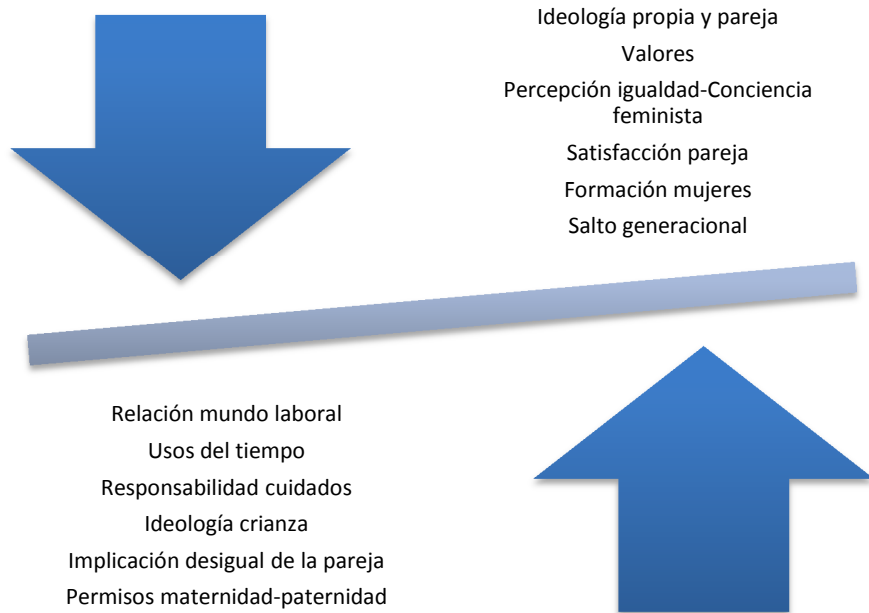 Ideología propia y pareja
Valores
Percepción igualdad-Conciencia
feminista
Satisfacción pareja
Formación mujeres
Salto generacional
Relación mundo laboral
Usos del tiempo
Responsabilidad cuidados
Ideología crianza
Implicación desigual de la pareja
Permisos maternidad-paternidad